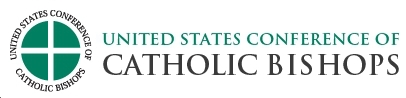 UNITED STATES CONFERENCE OF
CATHOLIC BISHOPS
UNITED STATES CONFERENCE OF
CATHOLIC BISHOPS